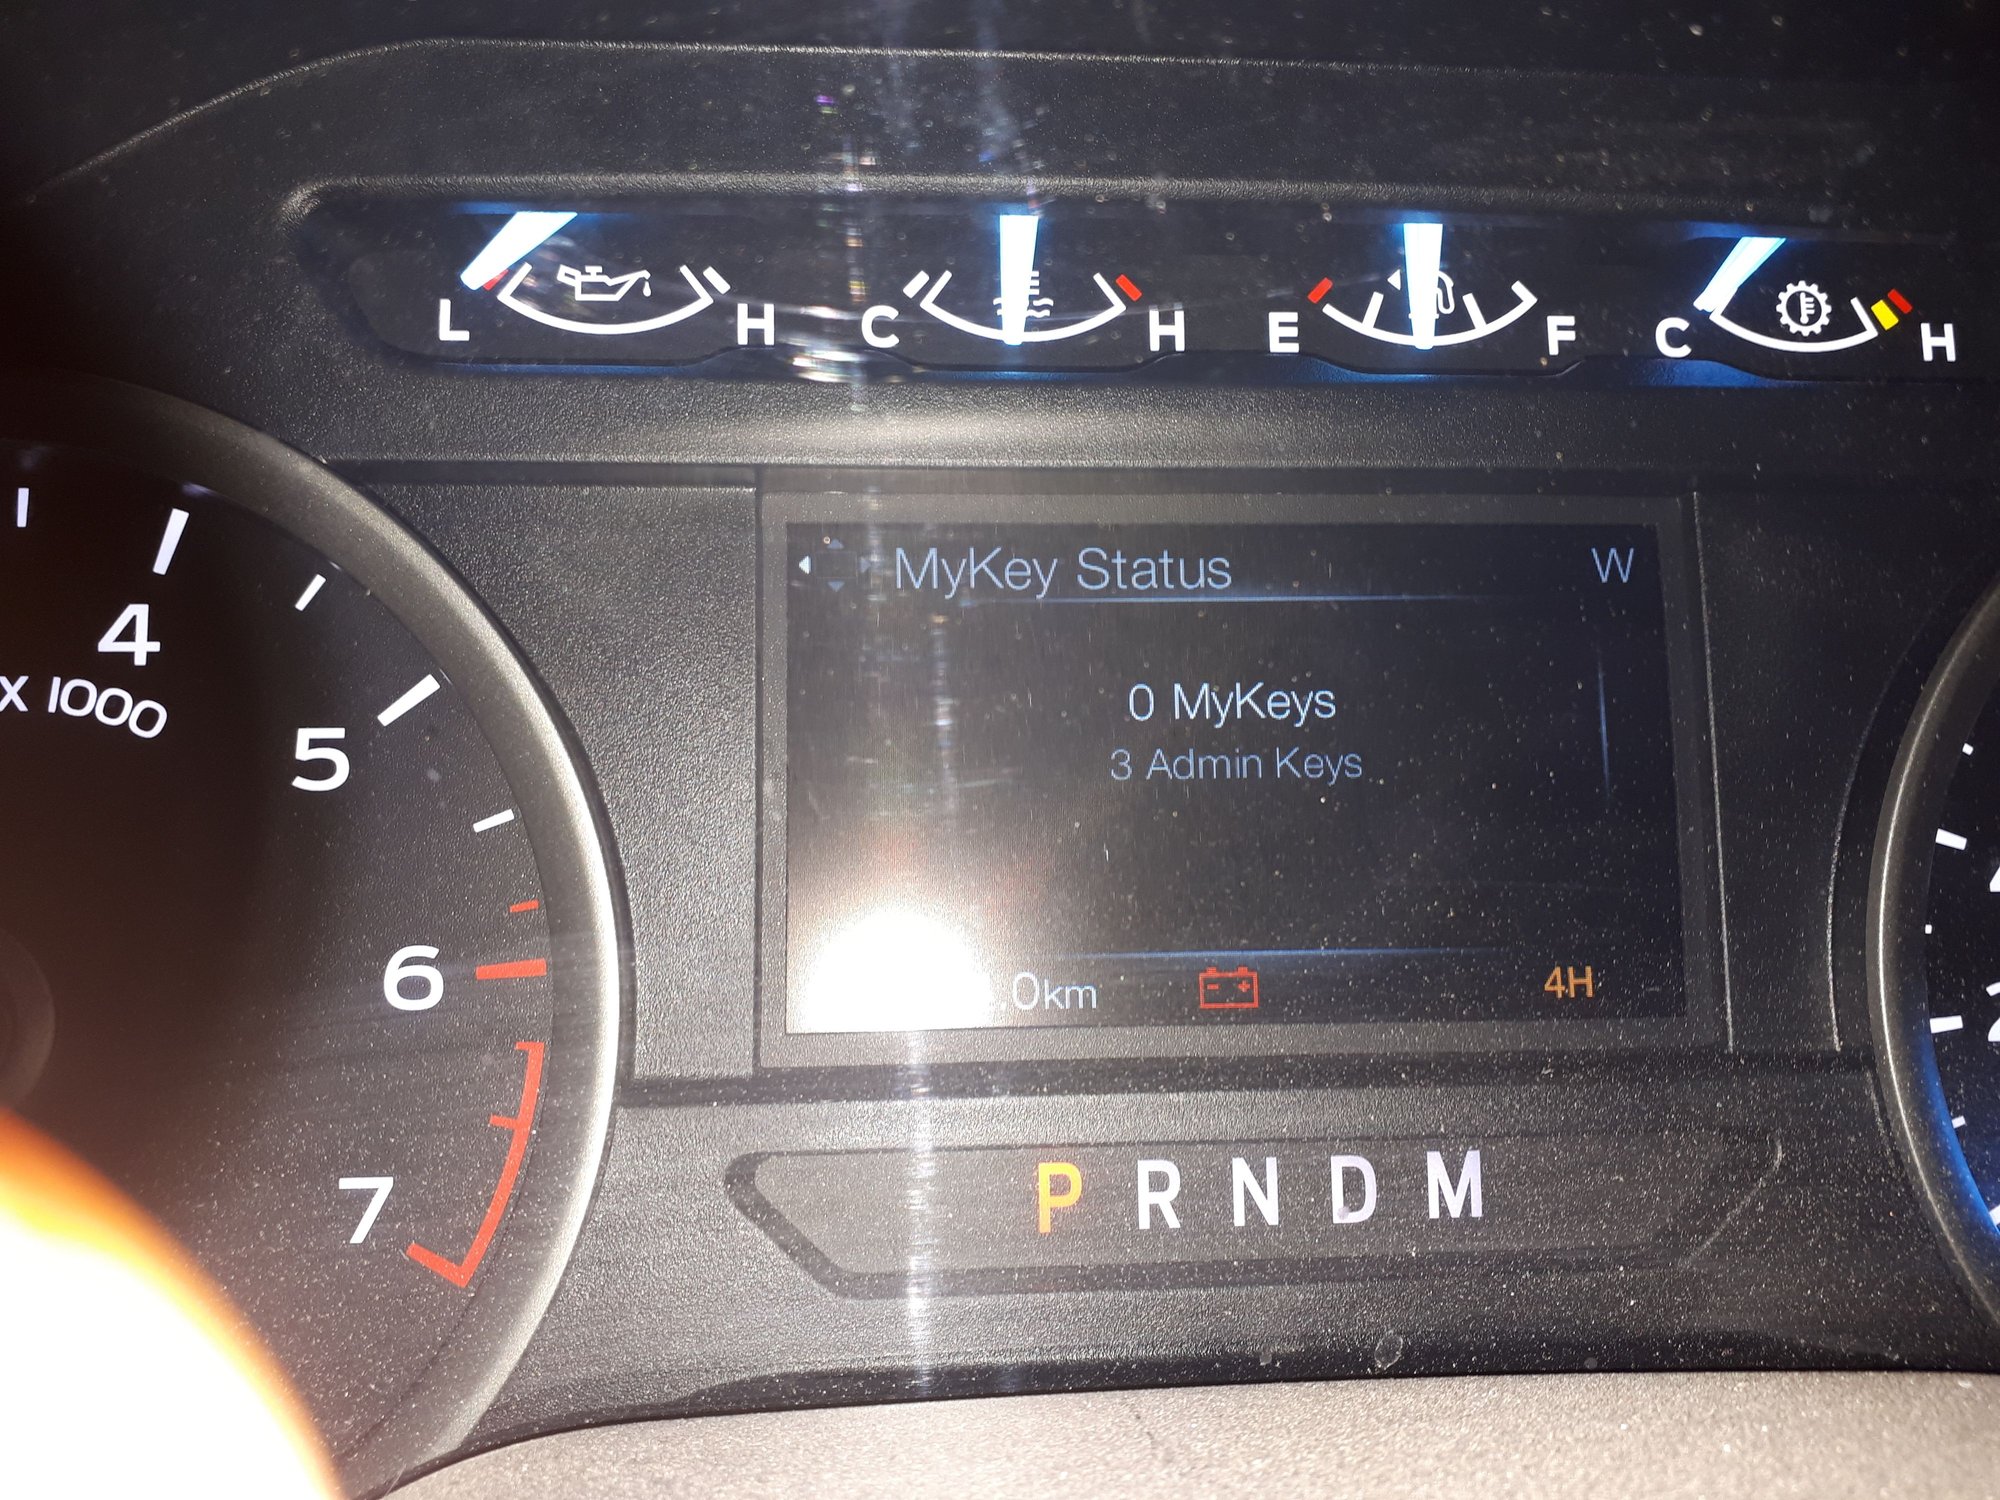 L H C H E F C H
MyKey Status W
4
X 1000
5
0 MyKeys
3 Admin Keys
6
0km 4H
7
P R N D M